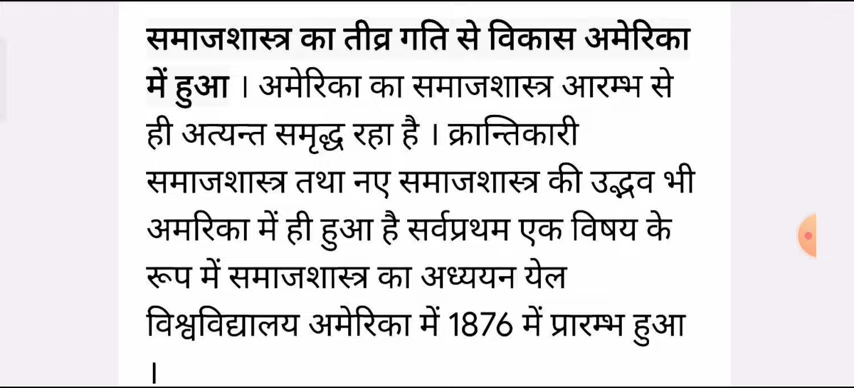 समाजशास्त्र का तीव्र गति से विकास अमेरिका
में हुआ । अमेरिका का समाजशास्त्र आरम्भ से
ही अत्यन्त समृद्ध रहा है । क्रान्तिकारी
समाजशास्त्र तथा नए समाजशास्त्र की उद्भव भी
अमरिका में ही हुआ है सर्वप्रथम एक विषय के
रूप में समाजशास्त्र का अध्ययन येल
विश्वविद्यालय अमेरिका में 1876 में प्रारम्भ हुआ
।